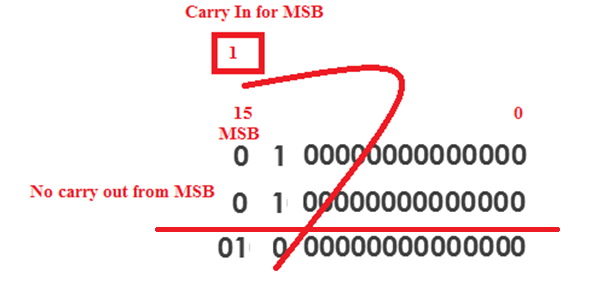 Carry In for MSB
1
15 0
MSB
0 1 00000000000000
No carry out from MSB 0 1 00000000000000
01 0 00000000000000